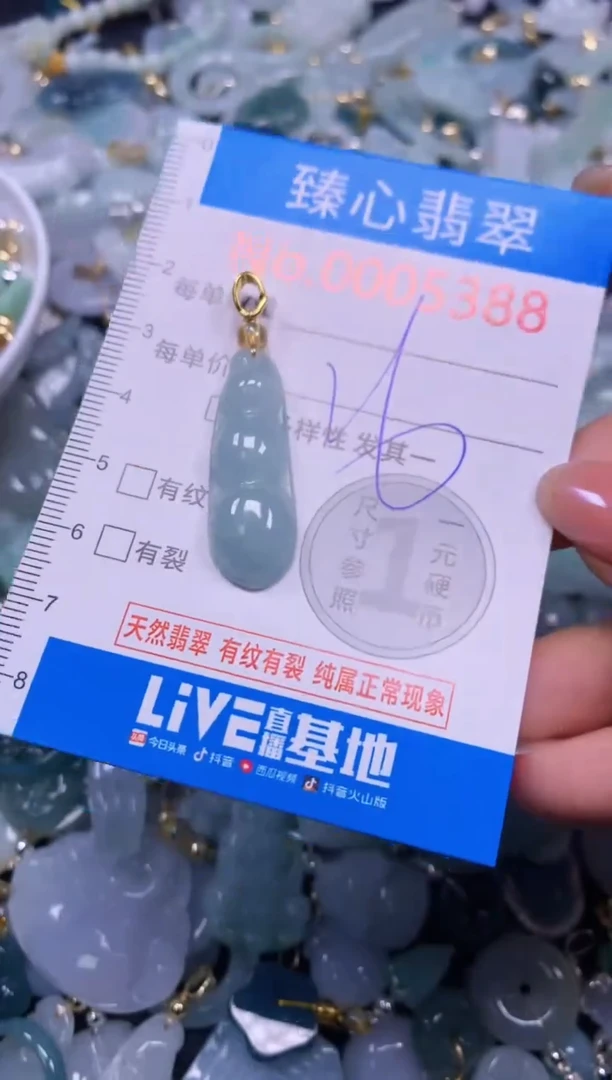 臻心翡翠
No.0005388
每单
每单价
16
样性 发其一
有纹
有裂
尺寸参照
1
一元硬币
天然翡翠 有纹有裂 纯属正常现象
LiVE直播基地
今日头条 抖音 西瓜视频 抖音火山版
0
1
2
3
4
5
6
7
8